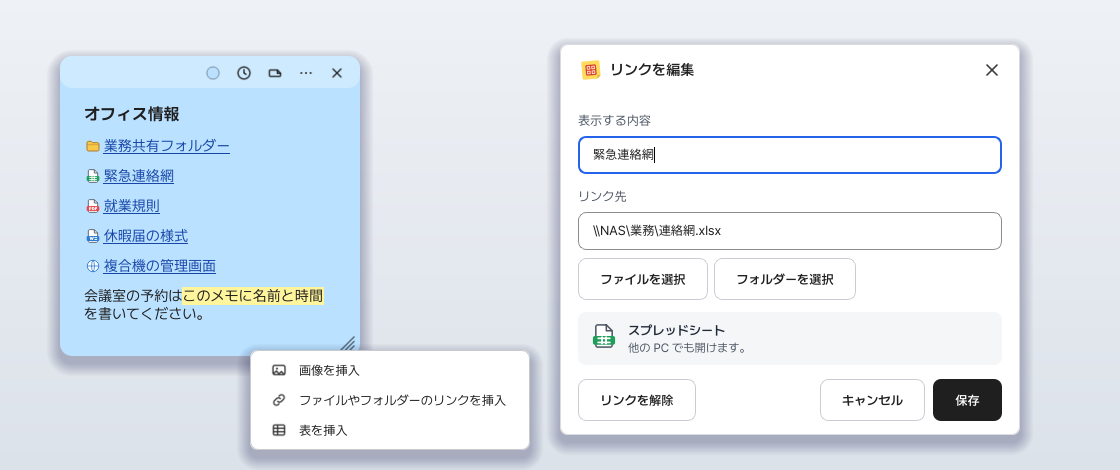 オフィス情報
業務共有フォルダー
緊急連絡網
就業規則
休暇届の様式
複合機の管理画面
会議室の予約はこのメモに名前と時間
を書いてください。
画像を挿入
ファイルやフォルダーのリンクを挿入
表を挿入
リンクを編集
表示する内容
緊急連絡網
リンク先
\\NAS\業務\連絡網.xlsx
ファイルを選択
フォルダーを選択
スプレッドシート
他の PC でも開けます。
リンクを解除
キャンセル
保存